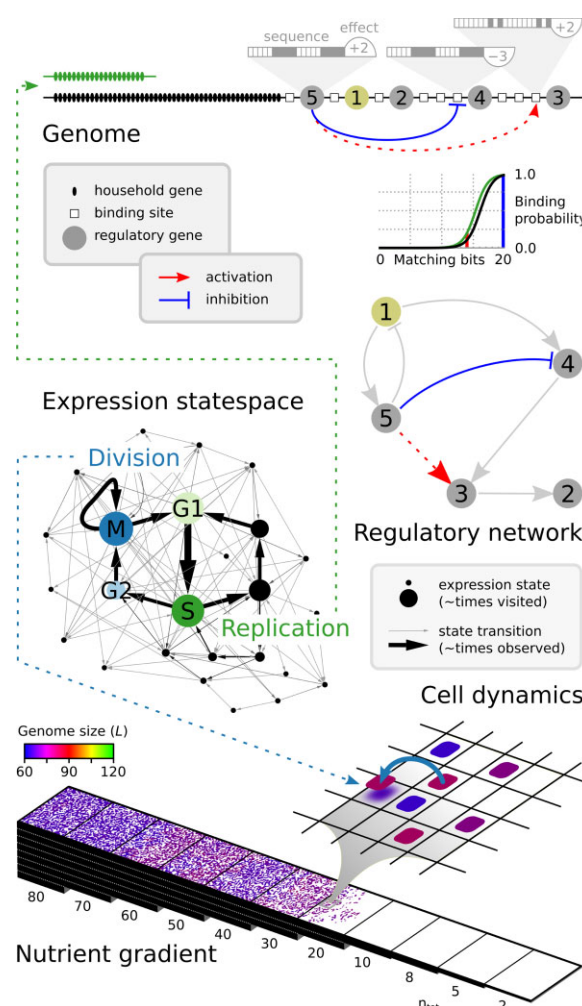 sequence
effect
+2
−3
+2
5
1
2
4
3
Genome
household gene
binding site
regulatory gene
activation
inhibition
1.0
Binding
probability
0.0
0
Matching bits
20
1
4
5
3
2
Regulatory network
Expression statespace
Division
G1
M
G2
S
Replication
expression state
(~times visited)
state transition
(~times observed)
Cell dynamics
Genome size (L)
60
90
120
80
70
60
50
40
30
20
10
8
5
2
Nutrient gradient